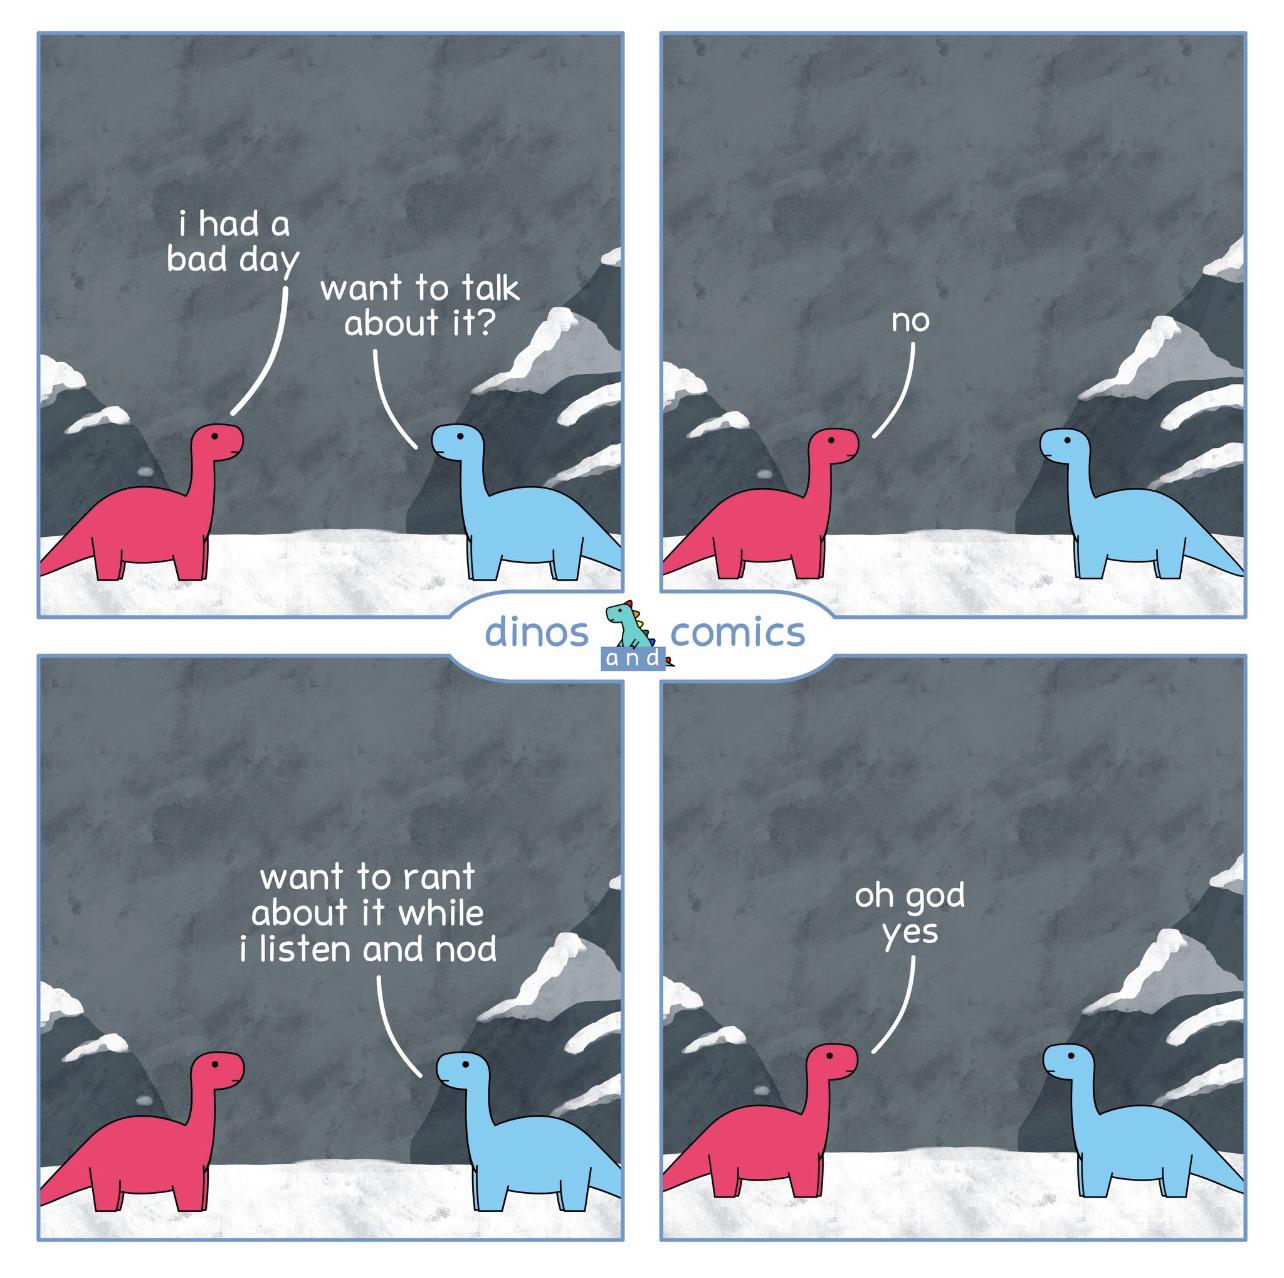 i had a
bad day
want to talk
about it?
no
dinos and comics
want to rant
about it while
i listen and nod
oh god
yes